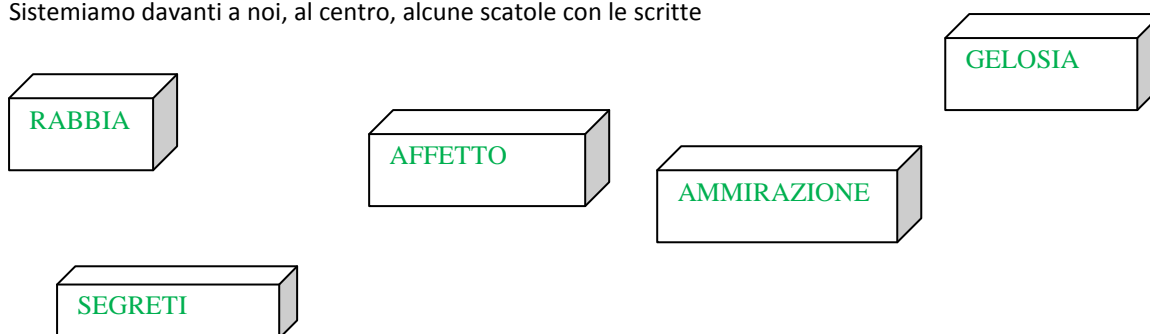 Sistemiamo davanti a noi, al centro, alcune scatole con le scritte
GELOSIA
RABBIA
AFFETTO
AMMIRAZIONE
SEGRETI